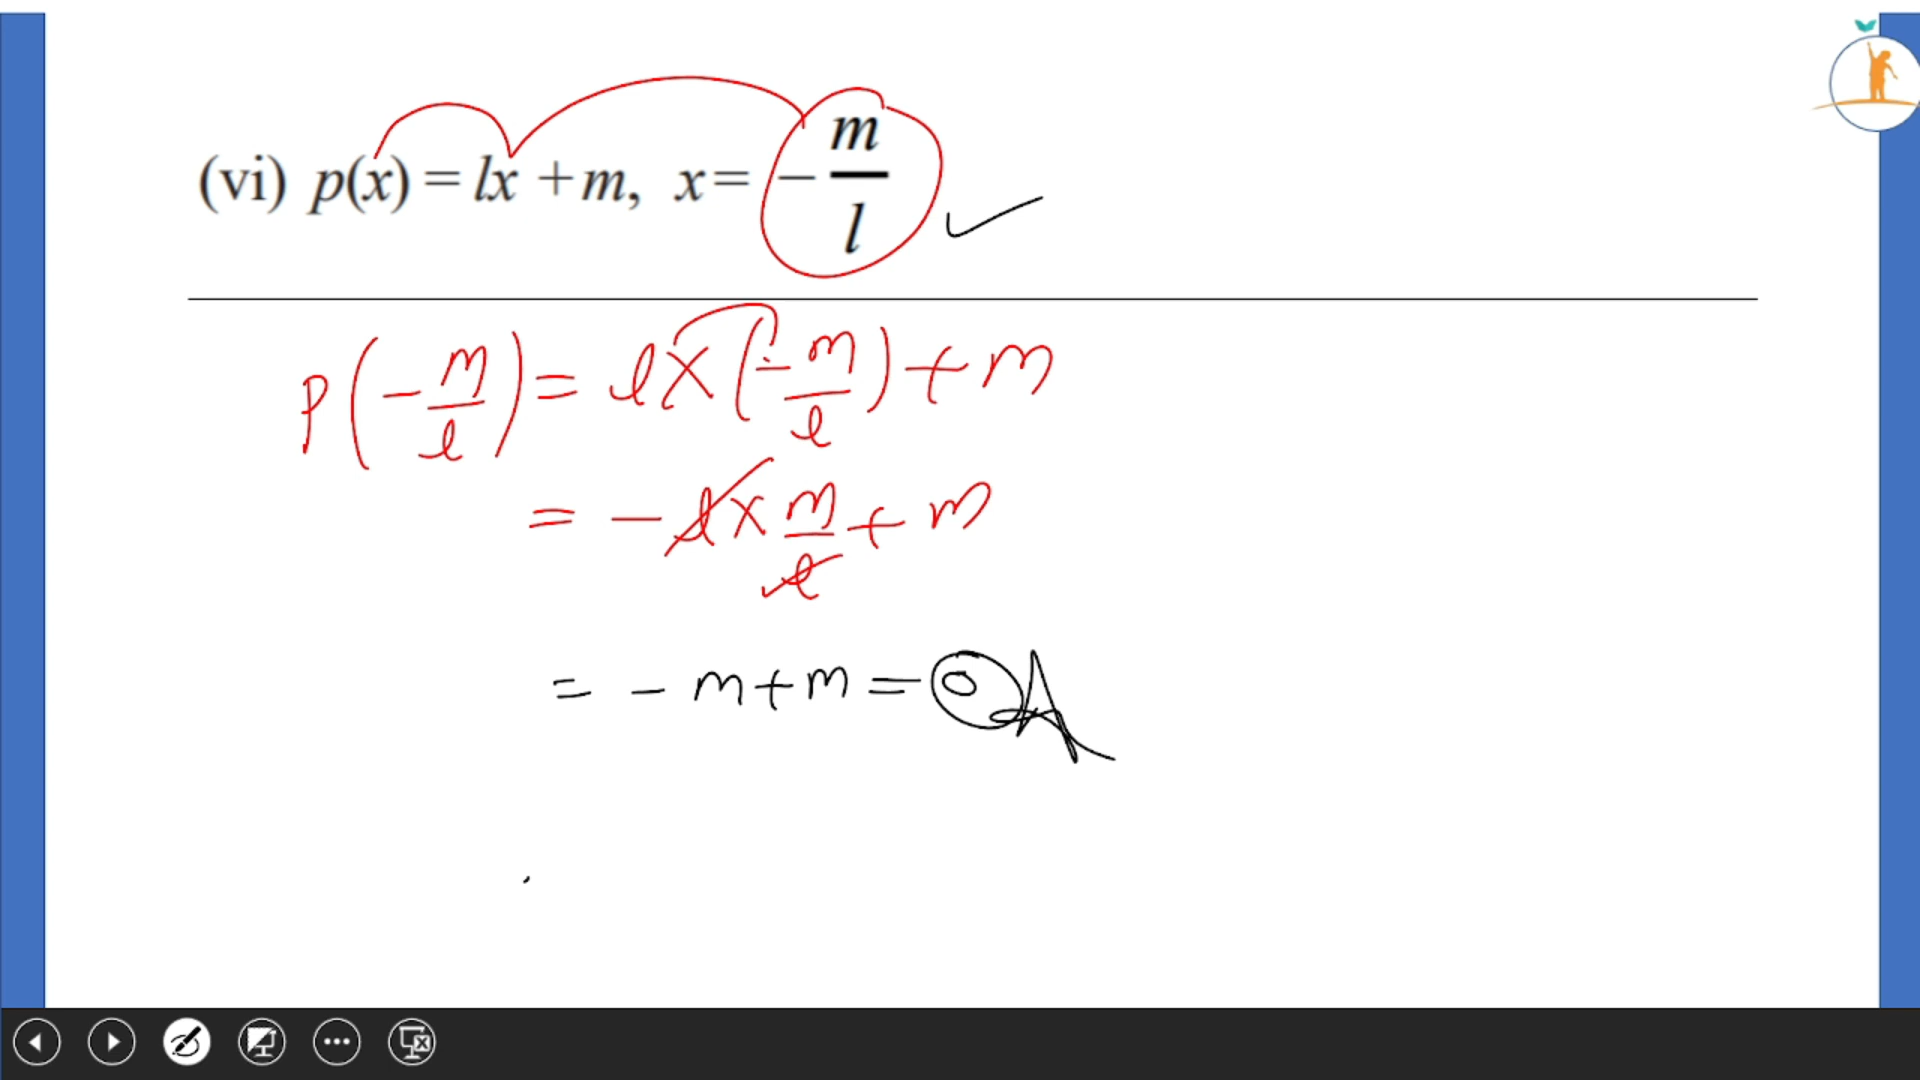 (vi) p(x) = lx + m, x = -m/l
P(-m/l) = l×(-m/l)+m
= -l×m/l+m
= -m+m=0